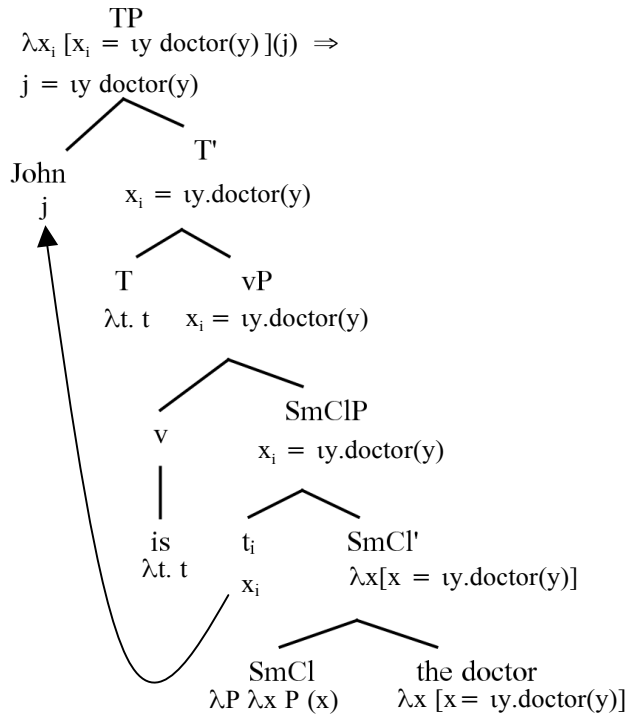 TP
λxᵢ [xᵢ = ιy doctor(y) ](j) ⇒
j = ιy doctor(y)
T'
John
j
xᵢ = ιy.doctor(y)
T vP
λt. t xᵢ = ιy.doctor(y)
SmClP
v
xᵢ = ιy.doctor(y)
is tᵢ SmCl'
λt. t
xᵢ λx[x = ιy.doctor(y)]
SmCl the doctor
λP λx P (x) λx [x= ιy.doctor(y)]